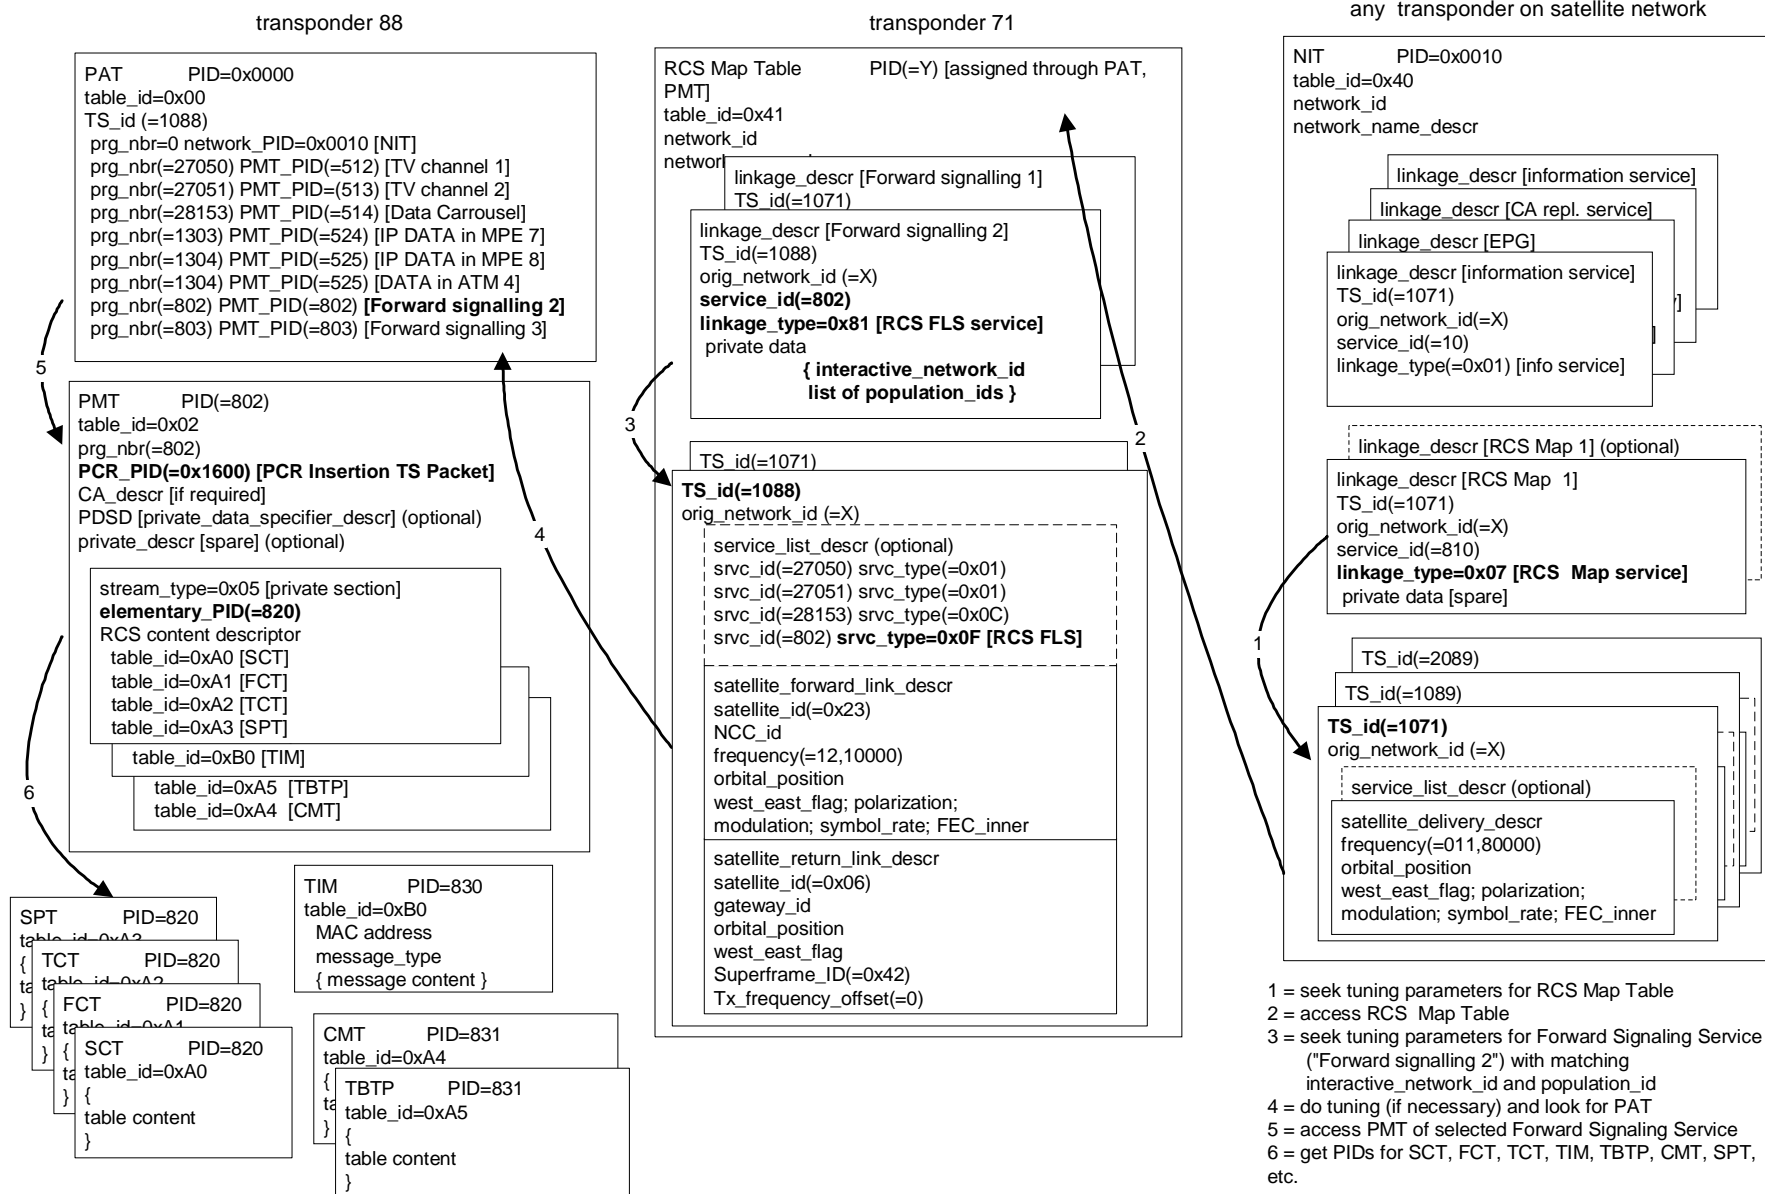 transponder 88
PAT PID=0x0000
table_id=0x00
TS_id (=1088)
prg_nbr=0 network_PID=0x0010 [NIT]
prg_nbr(=27050) PMT_PID(=512) [TV channel 1]
prg_nbr(=27051) PMT_PID=(513) [TV channel 2]
prg_nbr(=28153) PMT_PID(=514) [Data Carrousel]
prg_nbr(=1303) PMT_PID(=524) [IP DATA in MPE 7]
prg_nbr(=1304) PMT_PID(=525) [IP DATA in MPE 8]
prg_nbr(=1304) PMT_PID(=525) [DATA in ATM 4]
prg_nbr(=802) PMT_PID(=802) [Forward signalling 2]
prg_nbr(=803) PMT_PID(=803) [Forward signalling 3]
5
PMT PID(=802)
table_id=0x02
prg_nbr(=802)
PCR_PID(=0x1600) [PCR Insertion TS Packet]
CA_descr [if required]
PDSD [private_data_specifier_descr] (optional)
private_descr [spare] (optional)
stream_type=0x05 [private section]
elementary_PID(=820)
RCS content descriptor
table_id=0xA0 [SCT]
table_id=0xA1 [FCT]
table_id=0xA2 [TCT]
table_id=0xA3 [SPT]
table_id=0xB0 [TIM]
table_id=0xA5 [TBTP]
table_id=0xA4 [CMT]
6
SPT PID=820
table_id=0xA3
{
ta
}
TCT PID=820
table_id=0xA2
{
ta
}
FCT PID=820
table_id=0xA1
{
ta
}
SCT PID=820
table_id=0xA0
{
table content
}
TIM PID=830
table_id=0xB0
MAC address
message_type
{ message content }
CMT PID=831
table_id=0xA4
{
ta
}
TBTP PID=831
table_id=0xA5
{
table content
}
transponder 71
RCS Map Table PID(=Y) [assigned through PAT,
PMT]
table_id=0x41
network_id
linkage_descr [Forward signalling 1]
TS_id(=1071)
linkage_descr [Forward signalling 2]
TS_id(=1088)
orig_network_id (=X)
service_id(=802)
linkage_type=0x81 [RCS FLS service]
private data
{ interactive_network_id
list of population_ids }
3
2
4
TS_id(=1071)
TS_id(=1088)
orig_network_id (=X)
service_list_descr (optional)
srvc_id(=27050) srvc_type(=0x01)
srvc_id(=27051) srvc_type(=0x01)
srvc_id(=28153) srvc_type(=0x0C)
srvc_id(=802) srvc_type=0x0F [RCS FLS]
satellite_forward_link_descr
satellite_id(=0x23)
NCC_id
frequency(=12,10000)
orbital_position
west_east_flag; polarization;
modulation; symbol_rate; FEC_inner
satellite_return_link_descr
satellite_id(=0x06)
gateway_id
orbital_position
west_east_flag
Superframe_ID(=0x42)
Tx_frequency_offset(=0)
any transponder on satellite network
NIT PID=0x0010
table_id=0x40
network_id
network_name_descr
linkage_descr [information service]
linkage_descr [CA repl. service]
linkage_descr [EPG]
linkage_descr [information service]
TS_id(=1071)
orig_network_id(=X)
service_id(=10)
linkage_type(=0x01) [info service]
linkage_descr [RCS Map 1] (optional)
linkage_descr [RCS Map 1]
TS_id(=1071)
orig_network_id(=X)
service_id(=810)
linkage_type=0x07 [RCS Map service]
private data [spare]
1
TS_id(=2089)
TS_id(=1089)
TS_id(=1071)
orig_network_id (=X)
service_list_descr (optional)
satellite_delivery_descr
frequency(=011,80000)
orbital_position
west_east_flag; polarization;
modulation; symbol_rate; FEC_inner
1 = seek tuning parameters for RCS Map Table
2 = access RCS Map Table
3 = seek tuning parameters for Forward Signaling Service
("Forward signalling 2") with matching
interactive_network_id and population_id
4 = do tuning (if necessary) and look for PAT
5 = access PMT of selected Forward Signaling Service
6 = get PIDs for SCT, FCT, TCT, TIM, TBTP, CMT, SPT,
etc.